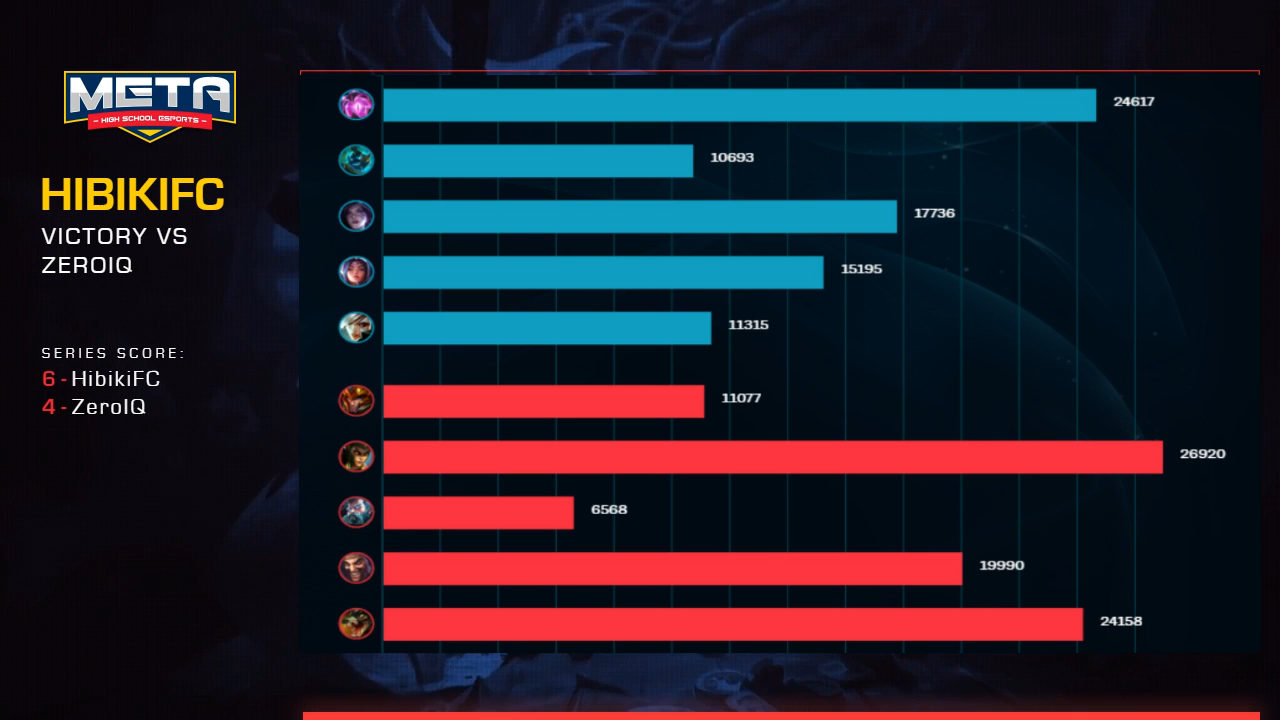 META
– HIGH SCHOOL ESPORTS –
HIBIKIFC
VICTORY VS
ZEROIQ
SERIES SCORE:
6 - HibikiFC
4 - ZeroIQ
24617
10693
17736
15195
11315
11077
26920
6568
19990
24158